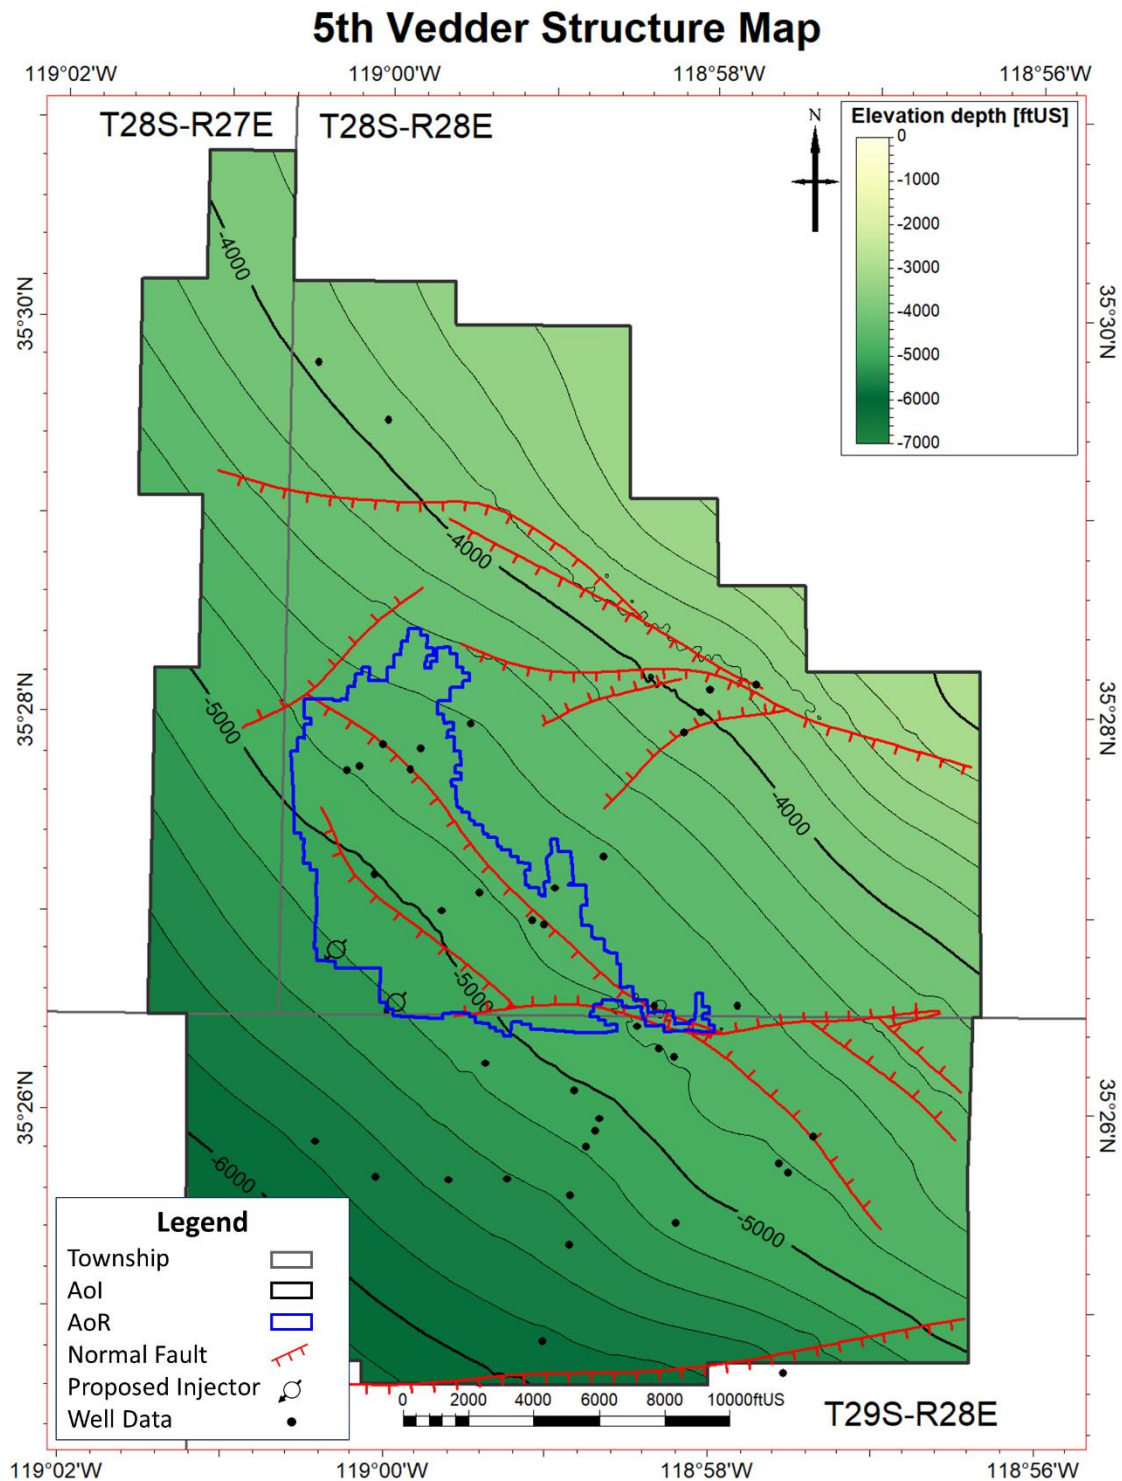 5th Vedder Structure Map
119°02'W 119°00'W 118°58'W 118°56'W
T28S-R27E T28S-R28E
N
Elevation depth [ftUS]
0
-1000
-2000
-3000
-4000
-5000
-6000
-7000
-4000
35°30'N
35°30'N
-4000
35°28'N
35°28'N
-5000
-4000
-5000
35°26'N
35°26'N
-6000
-5000
Legend
Township
AoI
AoR
Normal Fault
Proposed Injector
Well Data
0 2000 4000 6000 8000 10000ftUS
T29S-R28E
119°02'W 119°00'W 118°58'W 118°56'W